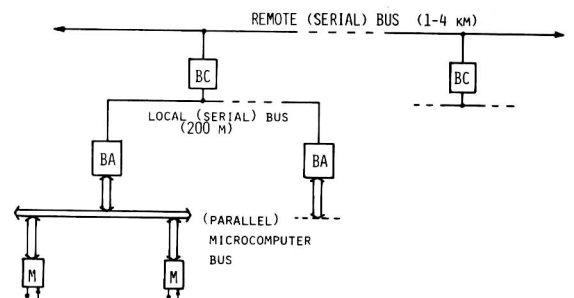 REMOTE (SERIAL) BUS (1-4 KM)
BC
BC
LOCAL (SERIAL) BUS
(200 M)
BA
BA
(PARALLEL)
MICROCOMPUTER
BUS
M
M